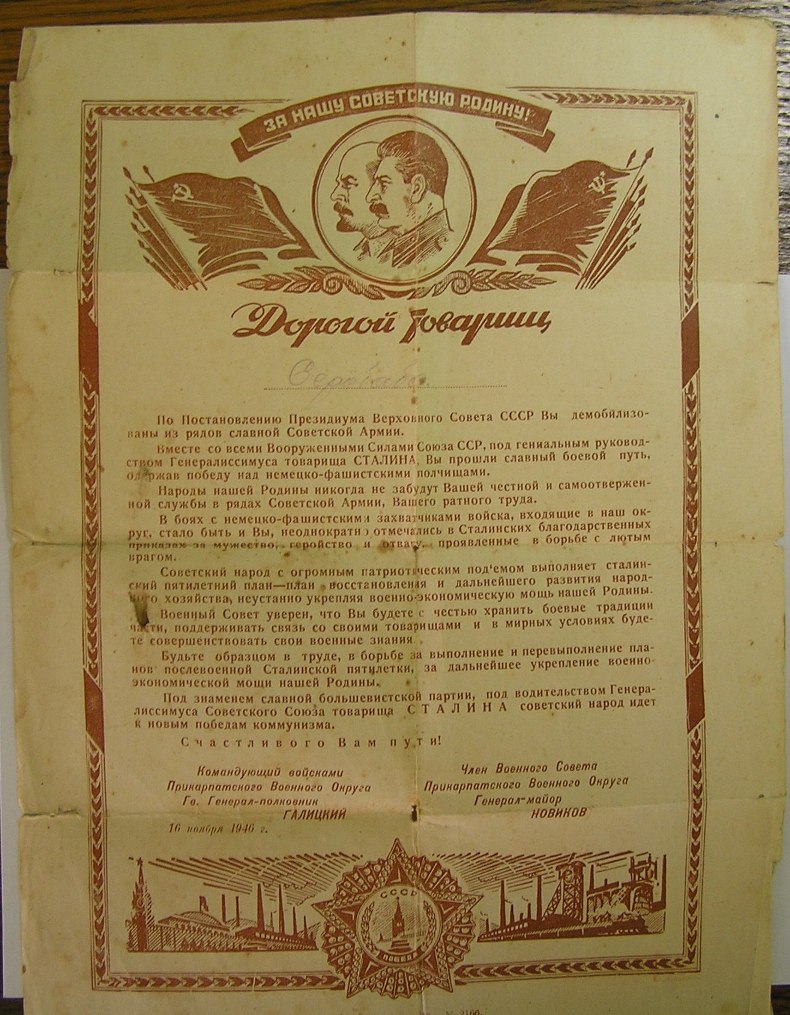 ЗА НАШУ СОВЕТСКУЮ РОДИНУ!
Дорогой товарищ
По Постановлению Президиума Верховного Совета СССР Вы демобилизо-
ваны из рядов славной Советской Армии.
Вместе со всеми Вооруженными Силами Союза ССР, под гениальным руковод-
ством Генералиссимуса товарища СТАЛИНА, Вы прошли славный боевой путь,
одержав победу над немецко-фашистскими полчищами.
Народы нашей Родины никогда не забудут Вашей честной и самоотвержен-
ной службы в рядах Советской Армии, Вашего ратного труда.
В боях с немецко-фашистскими захватчиками войска, входящие в наш ок-
руг, стало быть и Вы, неоднократно отмечались в Сталинских благодарственных
приказах за мужество, геройство и отвагу, проявленные в борьбе с лютым
врагом.
Советский народ с огромным патриотическим под'емом выполняет сталин-
ский пятилетний план—план восстановления и дальнейшего развития народ-
ного хозяйства, неустанно укрепляя военно-экономическую мощь нашей Родины.
Военный Совет уверен, что Вы будете с честью хранить боевые традиции
части, поддерживать связь со своими товарищами и в мирных условиях буде-
те совершенствовать свои военные знания.
Будьте образцом в труде, в борьбе за выполнение и перевыполнение пла-
нов послевоенной Сталинской пятилетки, за дальнейшее укрепление военно-
экономической мощи нашей Родины.
Под знаменем славной большевистской партии, под водительством Генера-
лиссимуса Советского Союза товарища СТАЛИНА советский народ идет
к новым победам коммунизма.
Счастливого Вам пути!
Командующий войсками
Прикарпатского Военного Округа
Гв. Генерал-полковник
ГАЛИЦКИЙ
16 ноября 1946 г.
Член Военного Совета
Прикарпатского Военного Округа
Генерал-майор
НОВИКОВ
СССР
ПОБЕДА